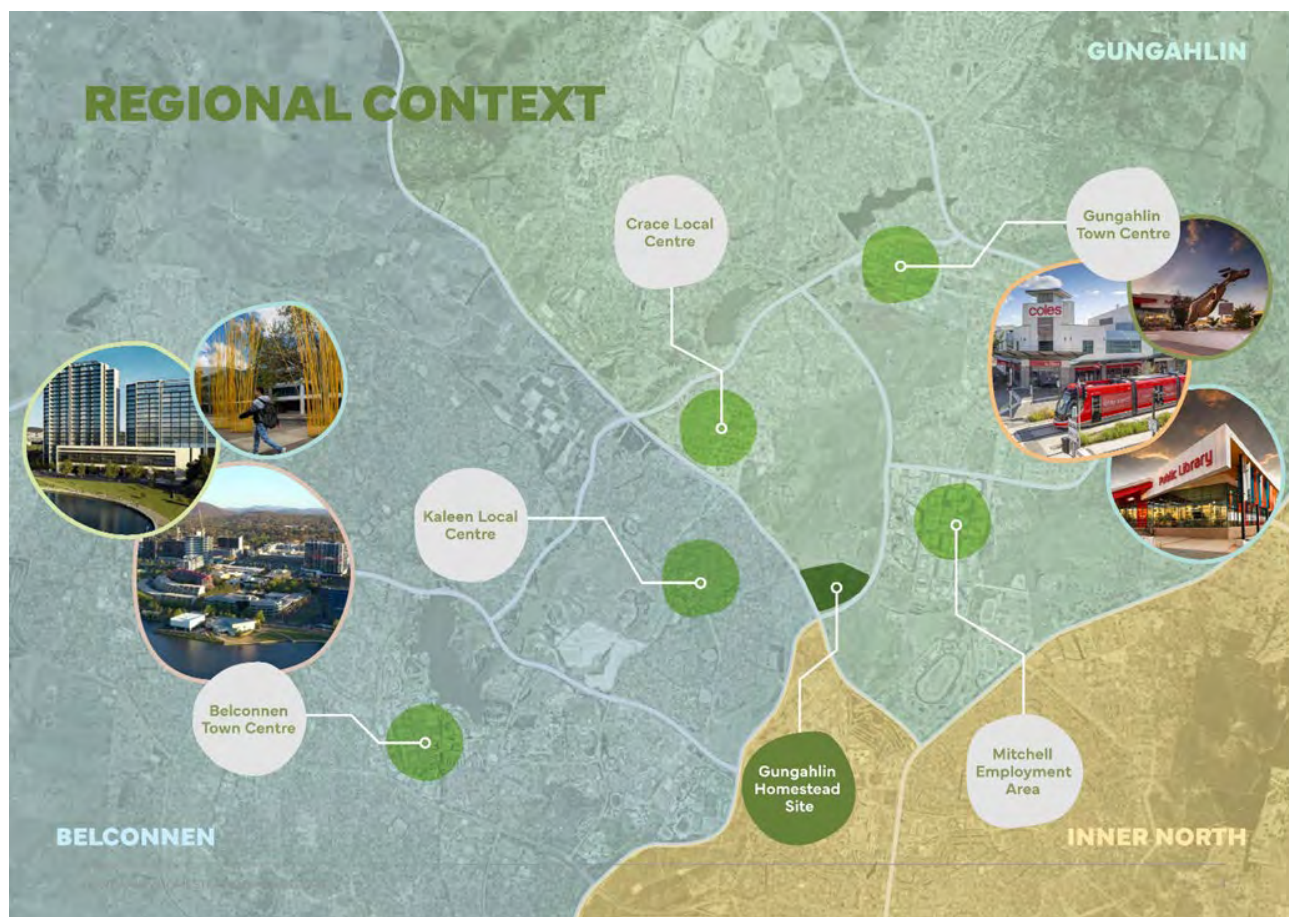 GUNGAHLIN
REGIONAL CONTEXT
Crace Local
Centre
Gungahlin
Town Centre
coles
Public Library
Kaleen Local
Centre
Belconnen
Town Centre
Gungahlin
Homestead
Site
Mitchell
Employment
Area
BELCONNEN
INNER NORTH